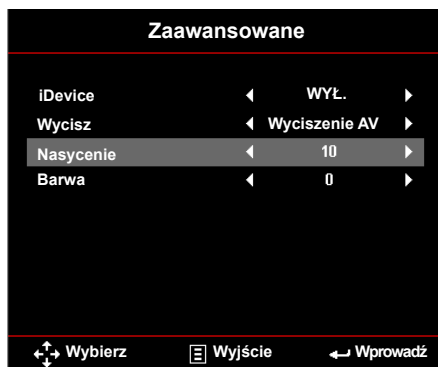 Zaawansowane
iDevice WYŁ.
Wycisz Wyciszenie AV
Nasycenie 10
Barwa 0
Wybierz Wyjście Wprowadź